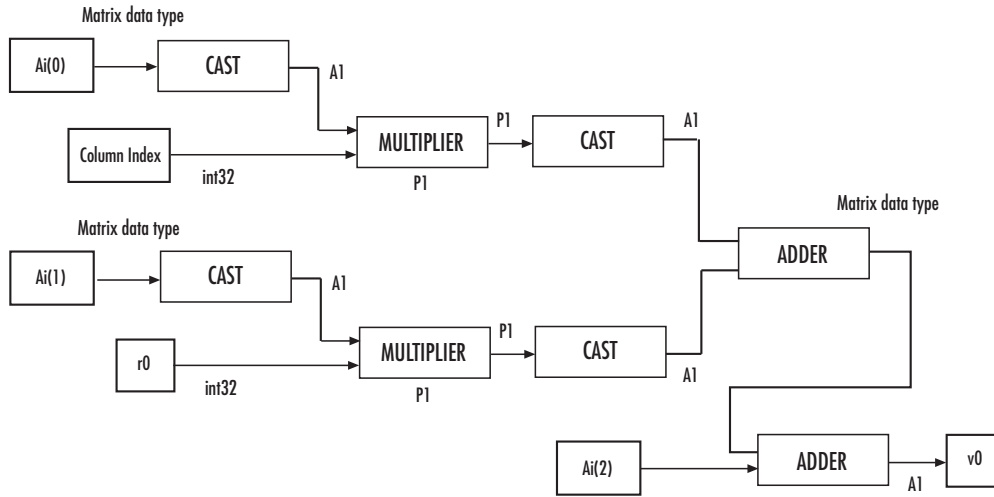 Matrix data type
Ai(0)
CAST
A1
Column Index
int32
MULTIPLIER
P1
P1
CAST
A1
Matrix data type
Ai(1)
CAST
A1
r0
int32
MULTIPLIER
P1
P1
CAST
A1
Matrix data type
ADDER
Ai(2)
ADDER
A1
v0